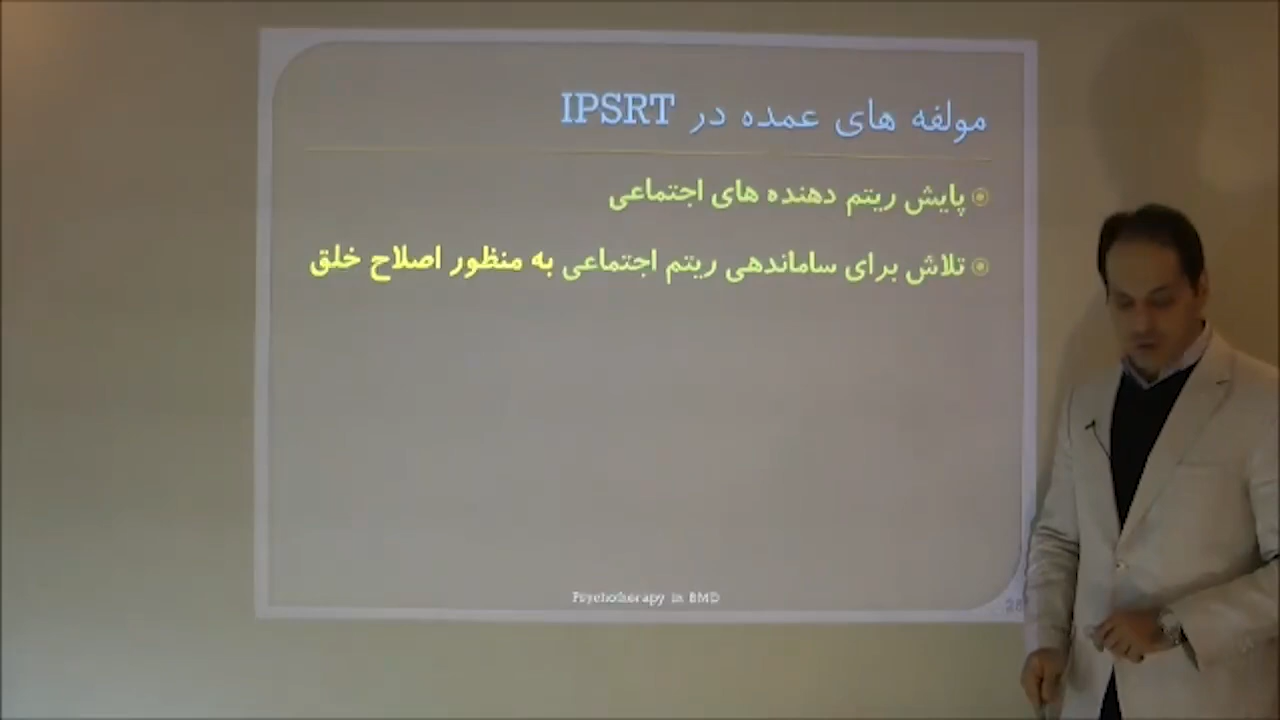 مولفه های عمده در IPSRT
پایش ریتم دهنده های اجتماعی
تلاش برای ساماندهی ریتم اجتماعی به منظور اصلاح خلق
Psychotherapy in BMD
28